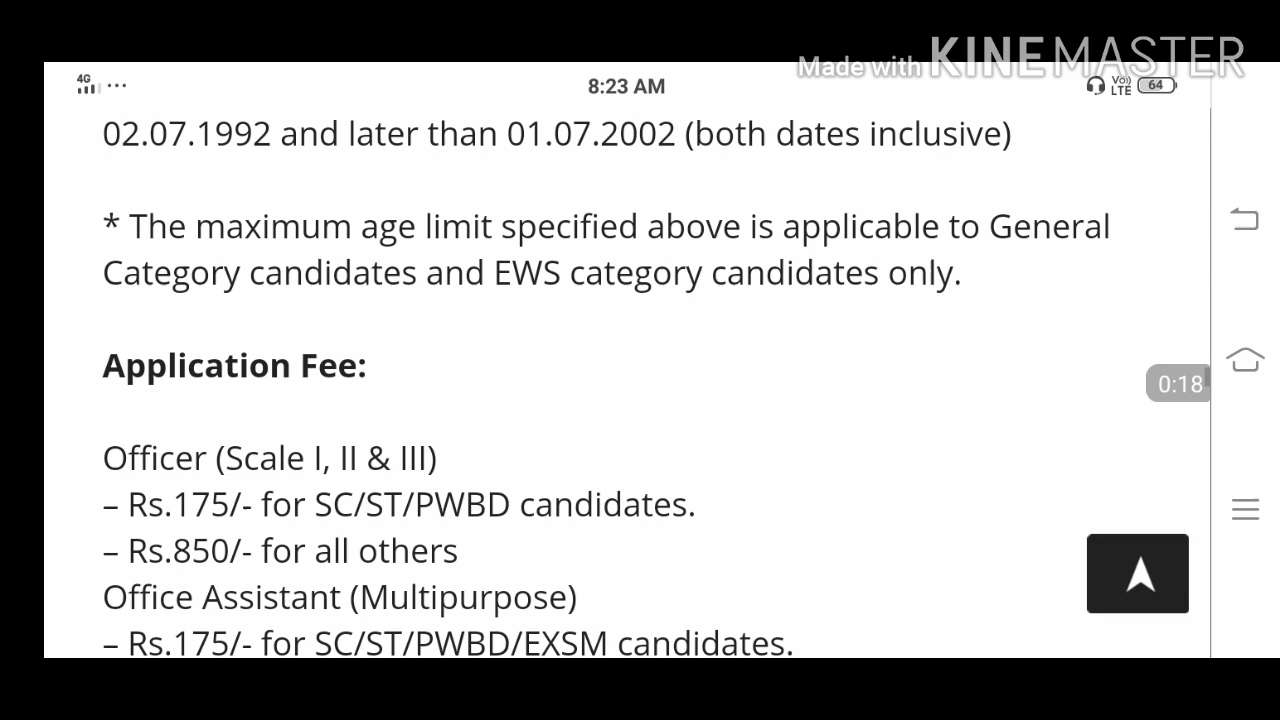 Made with KINEMASTER
4G ... 8:23 AM Vo)) LTE 64
02.07.1992 and later than 01.07.2002 (both dates inclusive)
* The maximum age limit specified above is applicable to General
Category candidates and EWS category candidates only.
Application Fee:
0:18
Officer (Scale I, II & III)
– Rs.175/- for SC/ST/PWBD candidates.
– Rs.850/- for all others
Office Assistant (Multipurpose)
– Rs.175/- for SC/ST/PWBD/EXSM candidates.